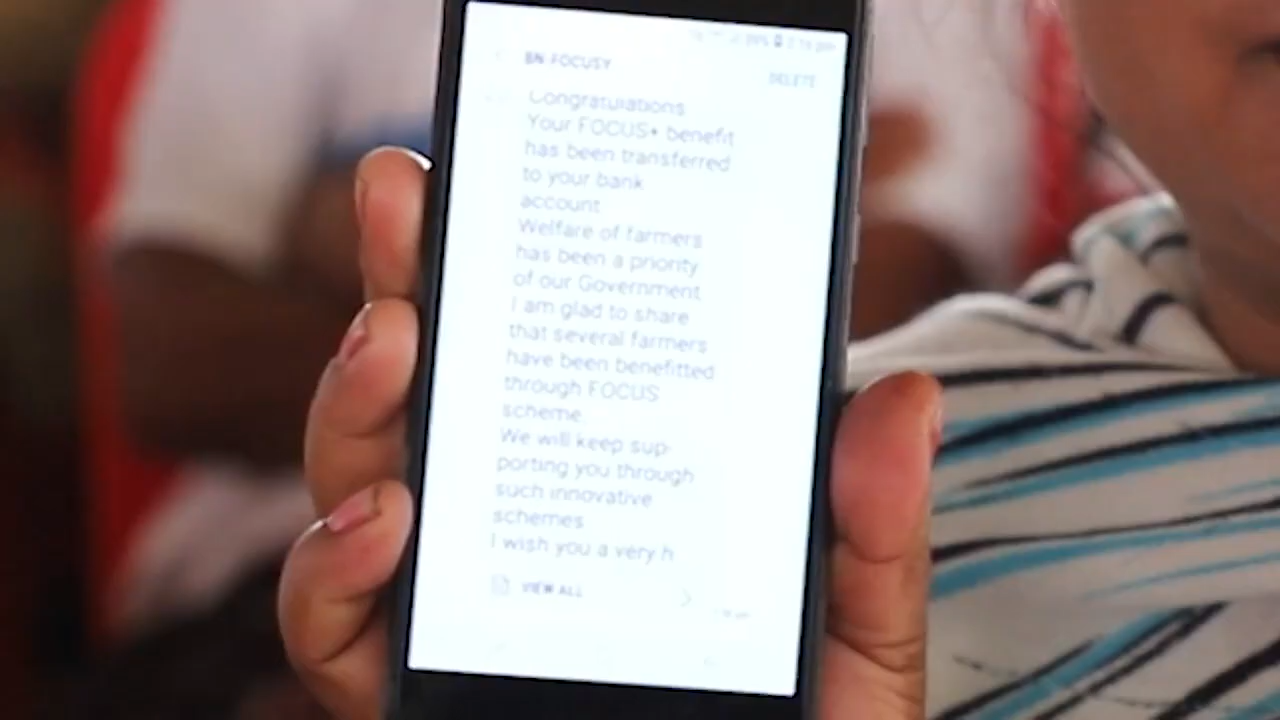 BN-FOCUSY
DELETE
Congratulations
Your FOCUS+ benefit
has been transferred
to your bank
account.
Welfare of farmers
has been a priority
of our Government.
I am glad to share
that several farmers
have been benefitted
through FOCUS
scheme.
We will keep sup-
porting you through
such innovative
schemes
I wish you a very h
VIEW ALL